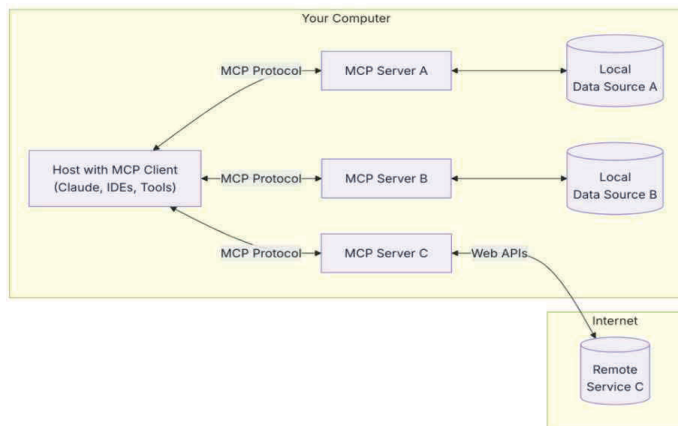 Your Computer
MCP Protocol
MCP Server A
Local
Data Source A
Host with MCP Client
(Claude, IDEs, Tools)
MCP Protocol
MCP Server B
Local
Data Source B
MCP Protocol
MCP Server C
Web APIs
Internet
Remote
Service C